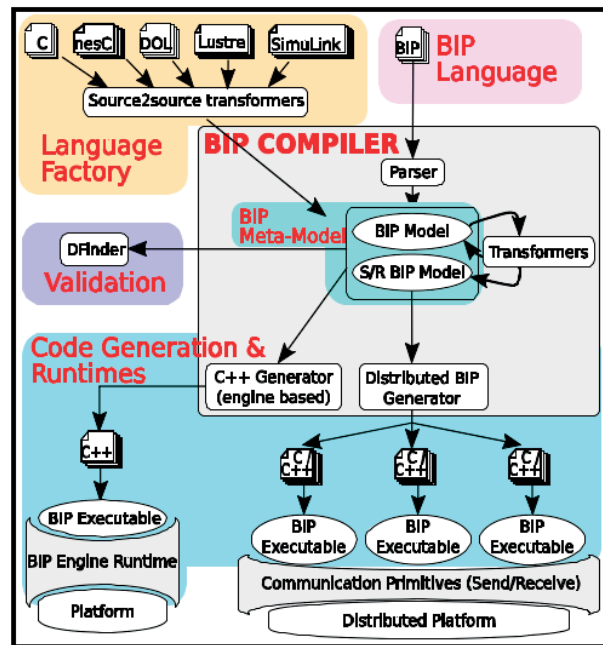 C nesC DOL Lustre SimuLink
Source2source transformers
Language
Factory
BIP
BIP
Language
BIP COMPILER
Parser
BIP
Meta-Model
BIP Model
S/R BIP Model
Transformers
DFinder
Validation
Code Generation &
Runtimes
C++ Generator
(engine based)
Distributed BIP
Generator
C++
C /
C++
C /
C++
C /
C++
BIP Executable
BIP Engine Runtime
Platform
BIP
Executable
BIP
Executable
BIP
Executable
Communication Primitives (Send/Receive)
Distributed Platform